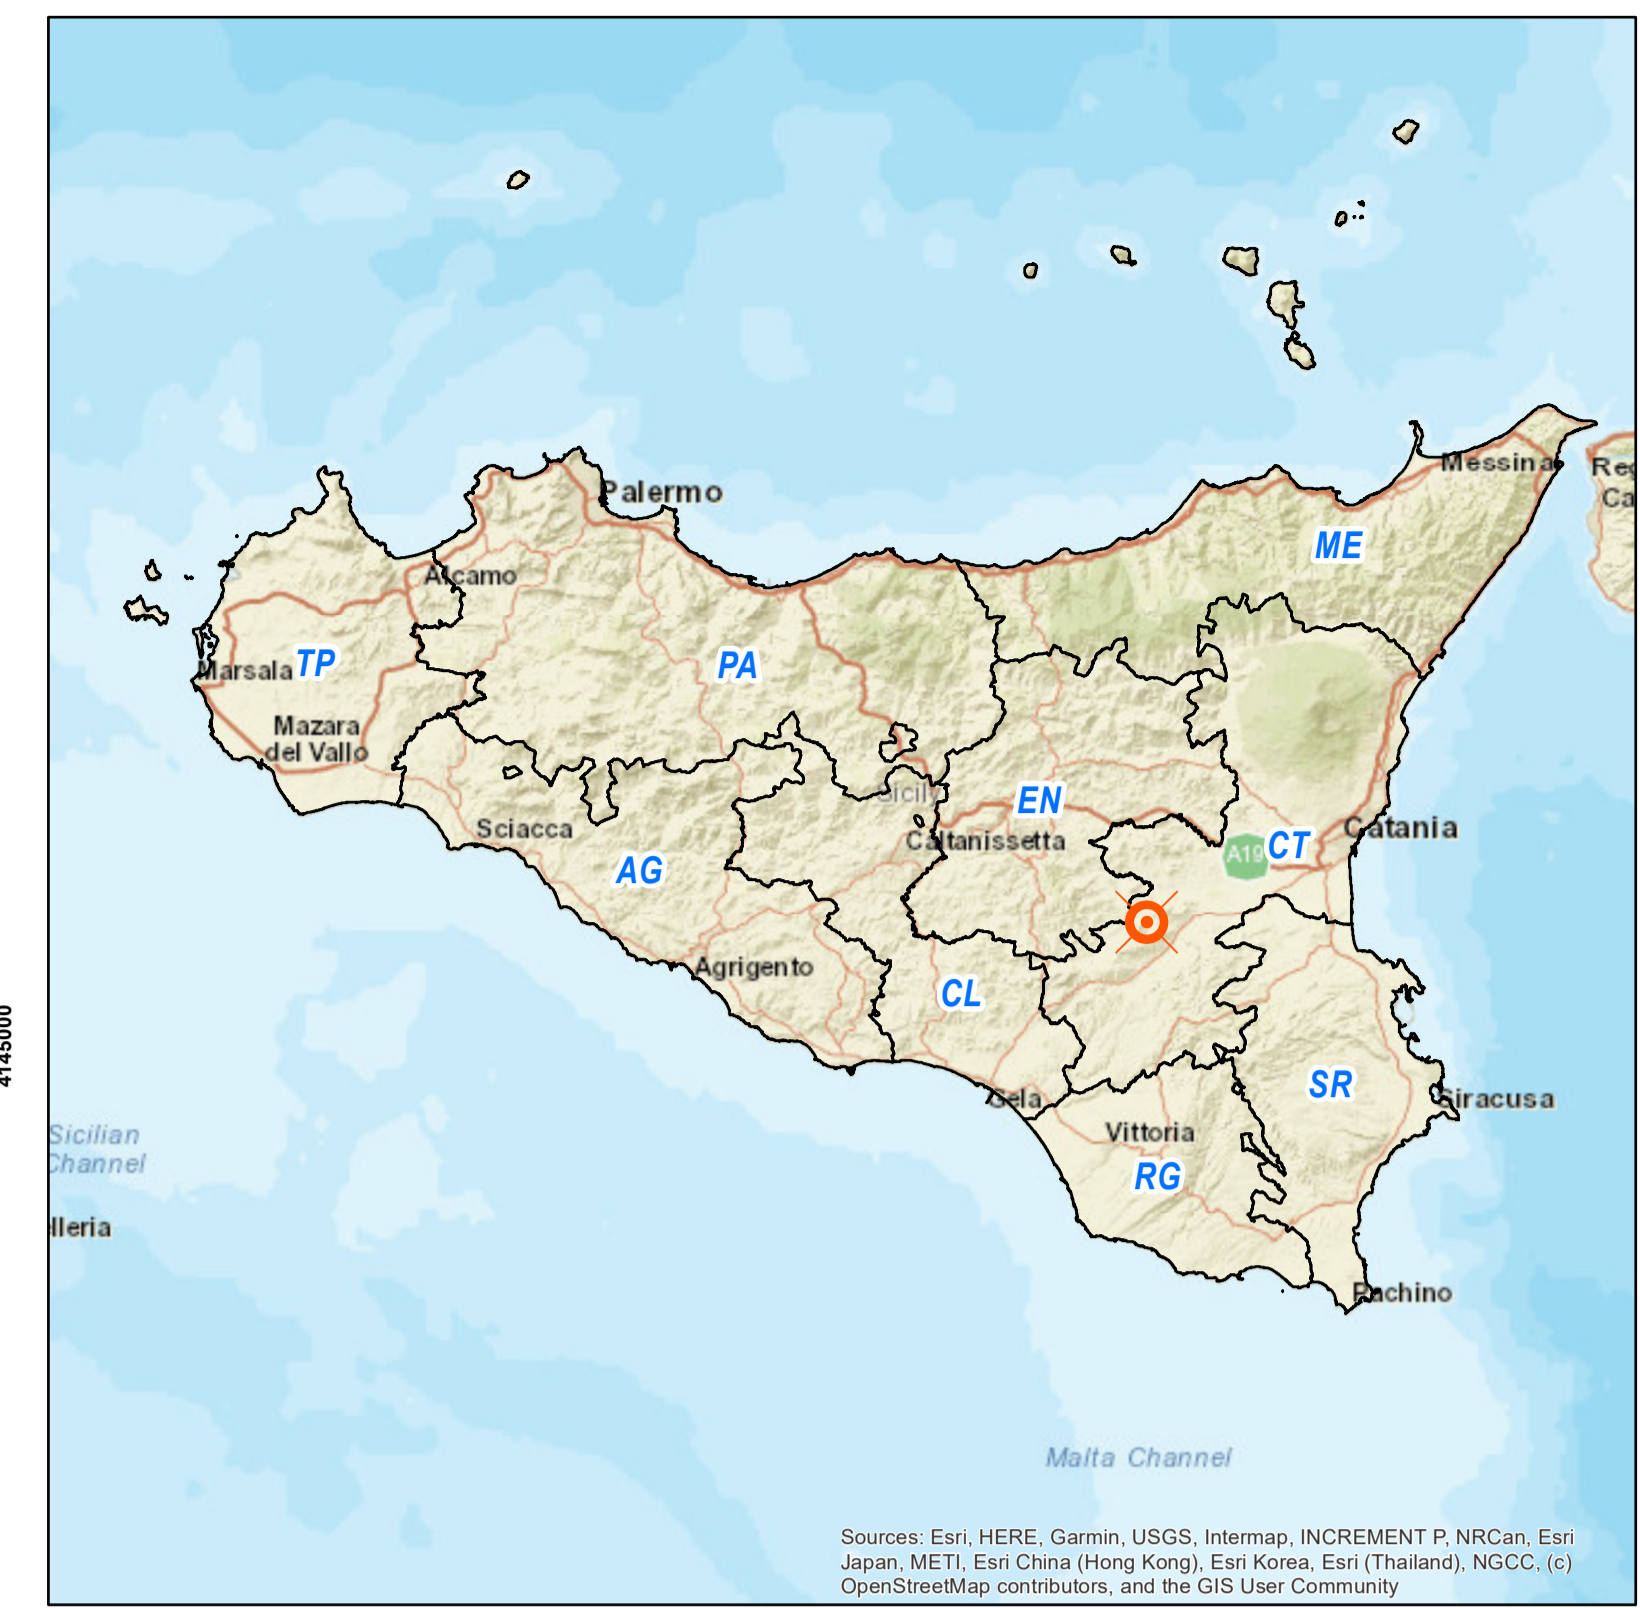 Messina
Reg
Ca
Palermo
ME
Alcamo
Marsala
TP
PA
Mazara
del Vallo
Sicily
EN
Caltanissetta
Sciacca
AG
A19
CT
Catania
Agrigento
CL
4145000
Gela
SR
Siracusa
Vittoria
RG
Sicilian
Channel
lleria
Pachino
Malta Channel
Sources: Esri, HERE, Garmin, USGS, Intermap, INCREMENT P, NRCan, Esri
Japan, METI, Esri China (Hong Kong), Esri Korea, Esri (Thailand), NGCC, (c)
OpenStreetMap contributors, and the GIS User Community